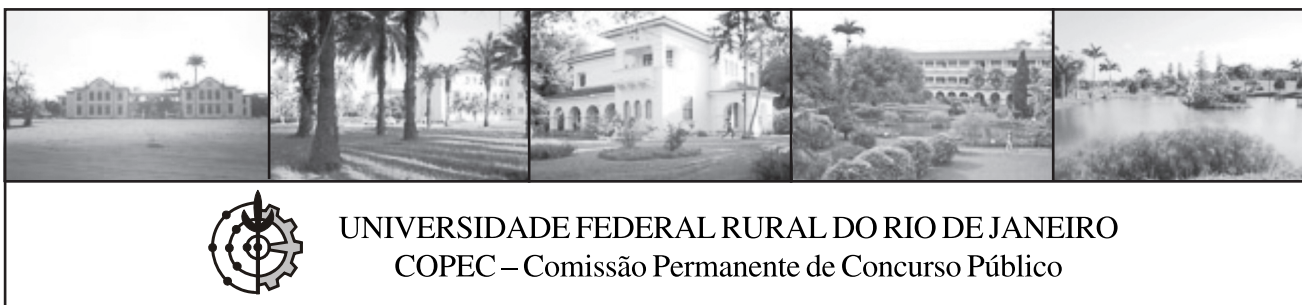 UNIVERSIDADE FEDERAL RURAL DO RIO DE JANEIRO
COPEC – Comissão Permanente de Concurso Público